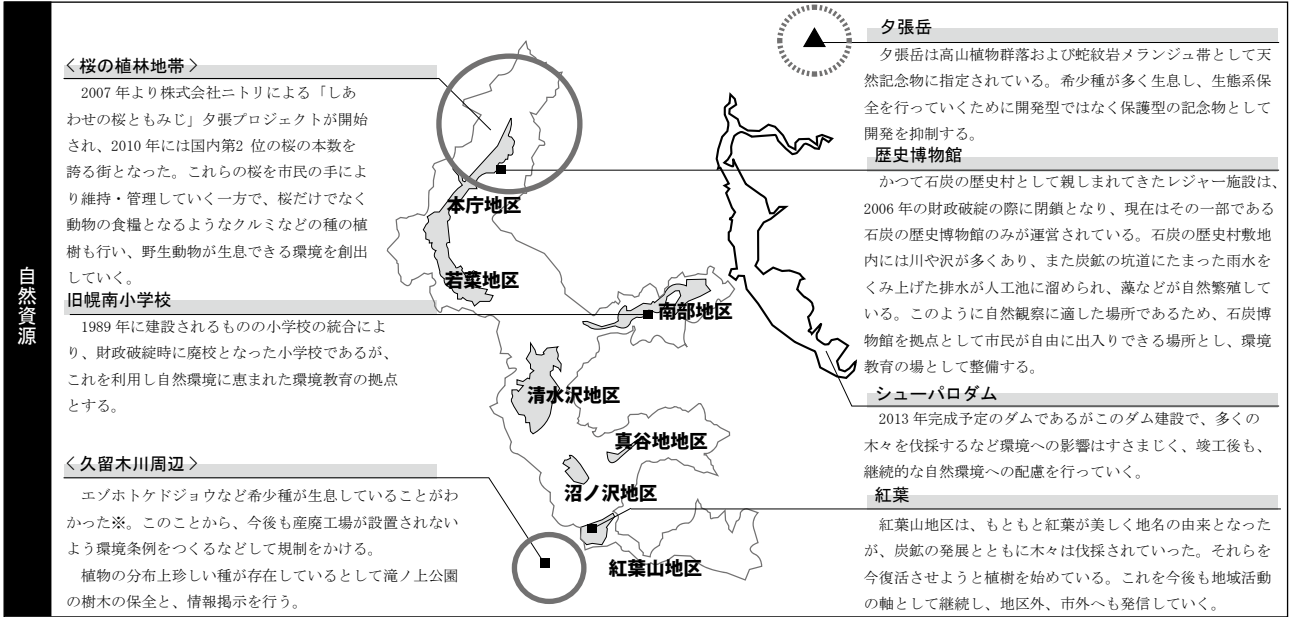 自然資源
＜桜の植林地帯＞
2007 年より株式会社ニトリによる「しあ
わせの桜ともみじ」夕張プロジェクトが開始
され、2010 年には国内第2 位の桜の本数を
誇る街となった。これらの桜を市民の手によ
り維持・管理していく一方で、桜だけでなく
動物の食糧となるようなクルミなどの種の植
樹も行い、野生動物が生息できる環境を創出
していく。
旧幌南小学校
1989 年に建設されるものの小学校の統合によ
り、財政破綻時に廃校となった小学校であるが、
これを利用し自然環境に恵まれた環境教育の拠点
とする。
＜久留木川周辺＞
エゾホトケドジョウなど希少種が生息していることがわ
かった※。このことから、今後も産廃工場が設置されない
よう環境条例をつくるなどして規制をかける。
植物の分布上珍しい種が存在しているとして滝ノ上公園
の樹木の保全と、情報掲示を行う。
本庁地区
若菜地区
南部地区
清水沢地区
真谷地地区
沼ノ沢地区
紅葉山地区
夕張岳
夕張岳は高山植物群落および蛇紋岩メランジュ帯として天
然記念物に指定されている。希少種が多く生息し、生態系保
全を行っていくために開発型ではなく保護型の記念物として
開発を抑制する。
歴史博物館
かつて石炭の歴史村として親しまれてきたレジャー施設は、
2006 年の財政破綻の際に閉鎖となり、現在はその一部である
石炭の歴史博物館のみが運営されている。石炭の歴史村敷地
内には川や沢が多くあり、また炭鉱の坑道にたまった雨水を
くみ上げた排水が人工池に溜められ、藻などが自然繁殖して
いる。このように自然観察に適した場所であるため、石炭博
物館を拠点として市民が自由に出入りできる場所とし、環境
教育の場として整備する。
シューパロダム
2013 年完成予定のダムであるがこのダム建設で、多くの
木々を伐採するなど環境への影響はすさまじく、竣工後も、
継続的な自然環境への配慮を行っていく。
紅葉
紅葉山地区は、もともと紅葉が美しく地名の由来となった
が、炭鉱の発展とともに木々は伐採されていった。それらを
今復活させようと植樹を始めている。これを今後も地域活動
の軸として継続し、地区外、市外へも発信していく。